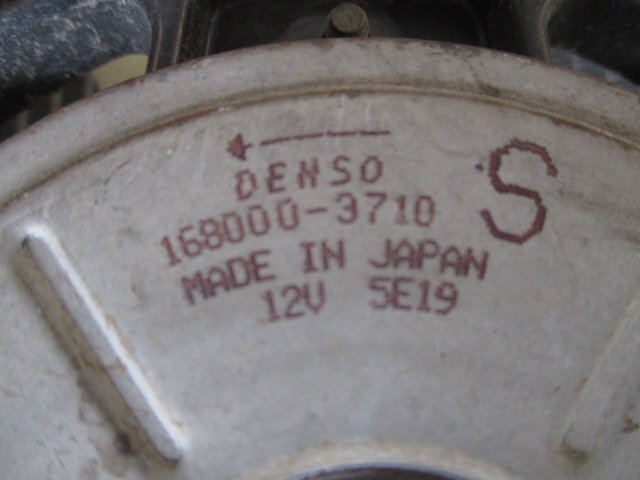 DENSO
S
168000-3710
MADE IN JAPAN
12V 5E19